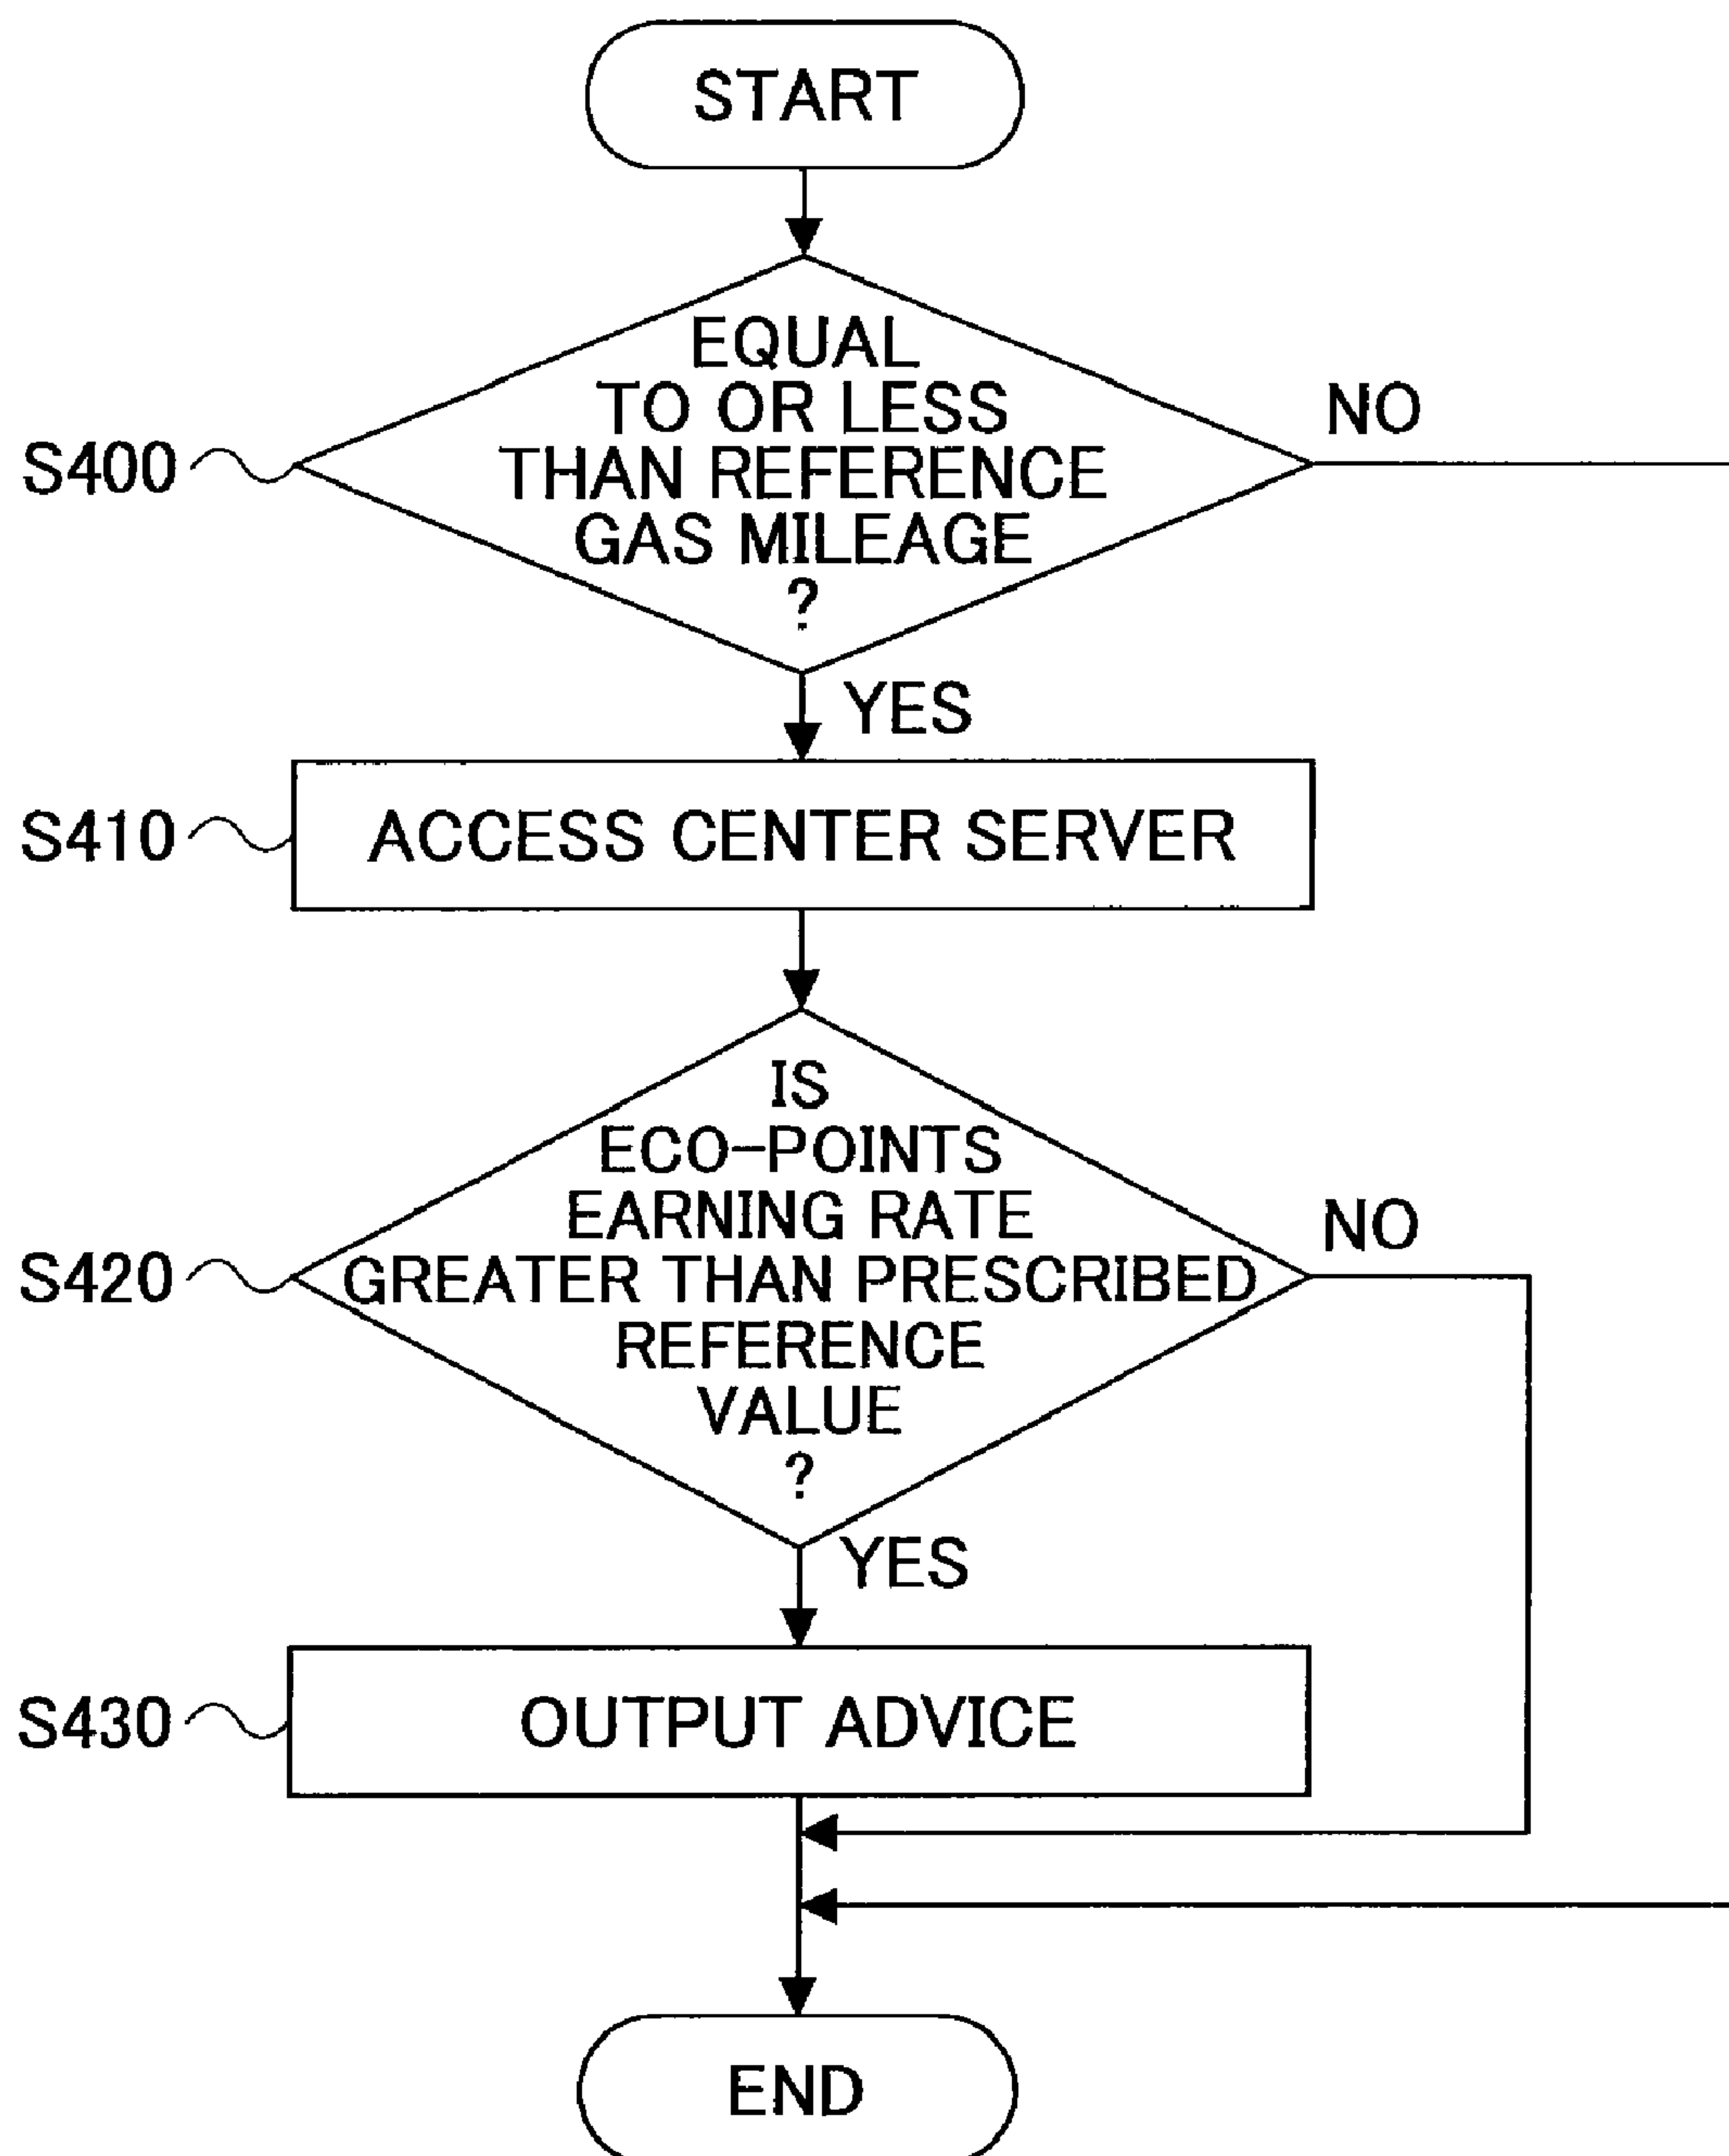 START
EQUAL
TO OR LESS
THAN REFERENCE
GAS MILEAGE
?
NO
S400
YES
S410
ACCESS CENTER SERVER
IS
ECO-POINTS
EARNING RATE
GREATER THAN PRESCRIBED
REFERENCE
VALUE
?
NO
S420
YES
S430
OUTPUT ADVICE
END